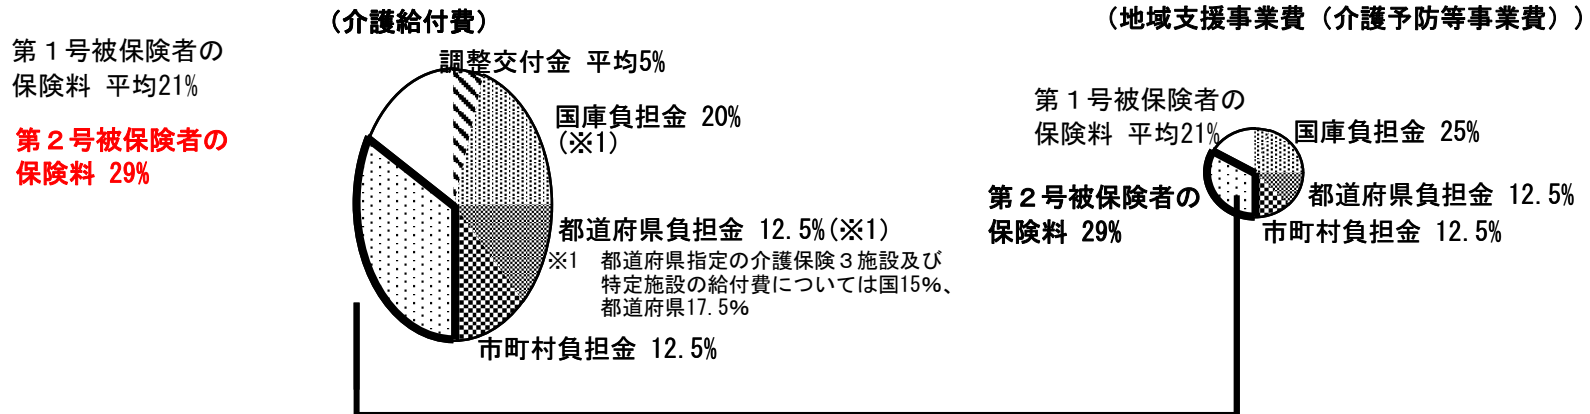 (介護給付費)
第１号被保険者の
保険料 平均21%
第２号被保険者の
保険料 29%
調整交付金 平均5%
国庫負担金 20%
(※1)
都道府県負担金 12.5%(※1)
※1 都道府県指定の介護保険３施設及び
特定施設の給付費については国15%、
都道府県17.5%
市町村負担金 12.5%
(地域支援事業費（介護予防等事業費）)
第１号被保険者の
保険料 平均21%
第２号被保険者の
保険料 29%
国庫負担金 25%
都道府県負担金 12.5%
市町村負担金 12.5%